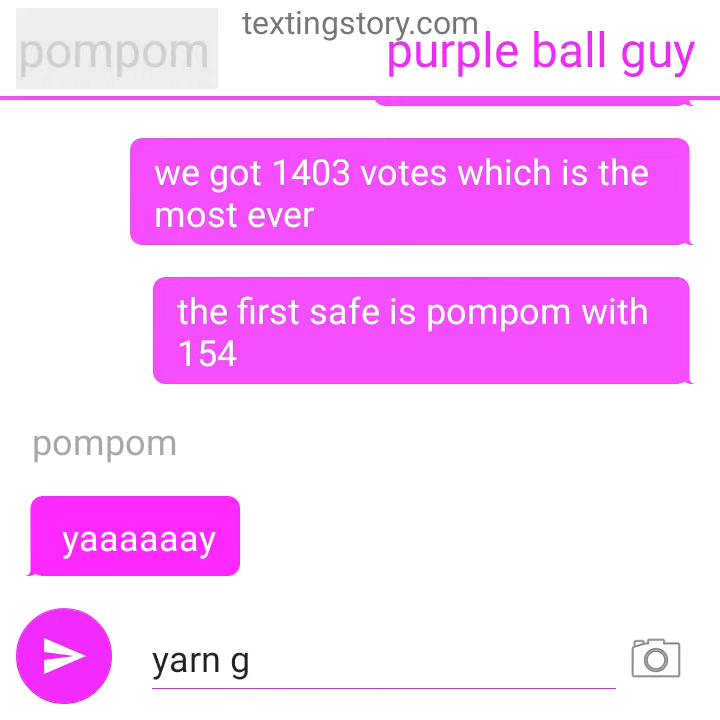 textingstory.com
pompom
purple ball guy
we got 1403 votes which is the
most ever
the first safe is pompom with
154
pompom
yaaaaaay
yarn g